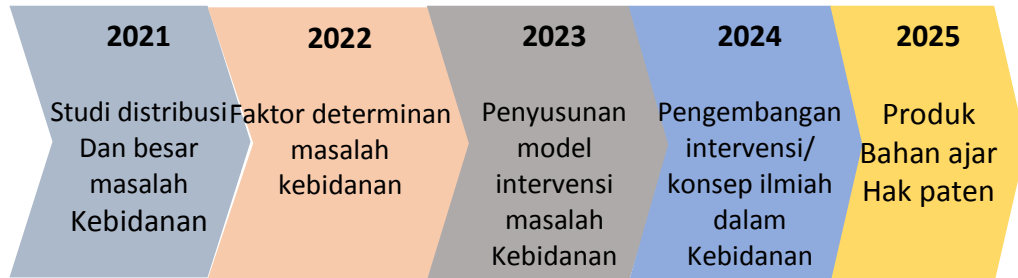 2021
Studi distribusi
Dan besar
masalah
Kebidanan
2022
Faktor determinan
masalah
kebidanan
2023
Penyusunan
model
intervensi
masalah
Kebidanan
2024
Pengembangan
intervensi/
konsep ilmiah
dalam
Kebidanan
2025
Produk
Bahan ajar
Hak paten